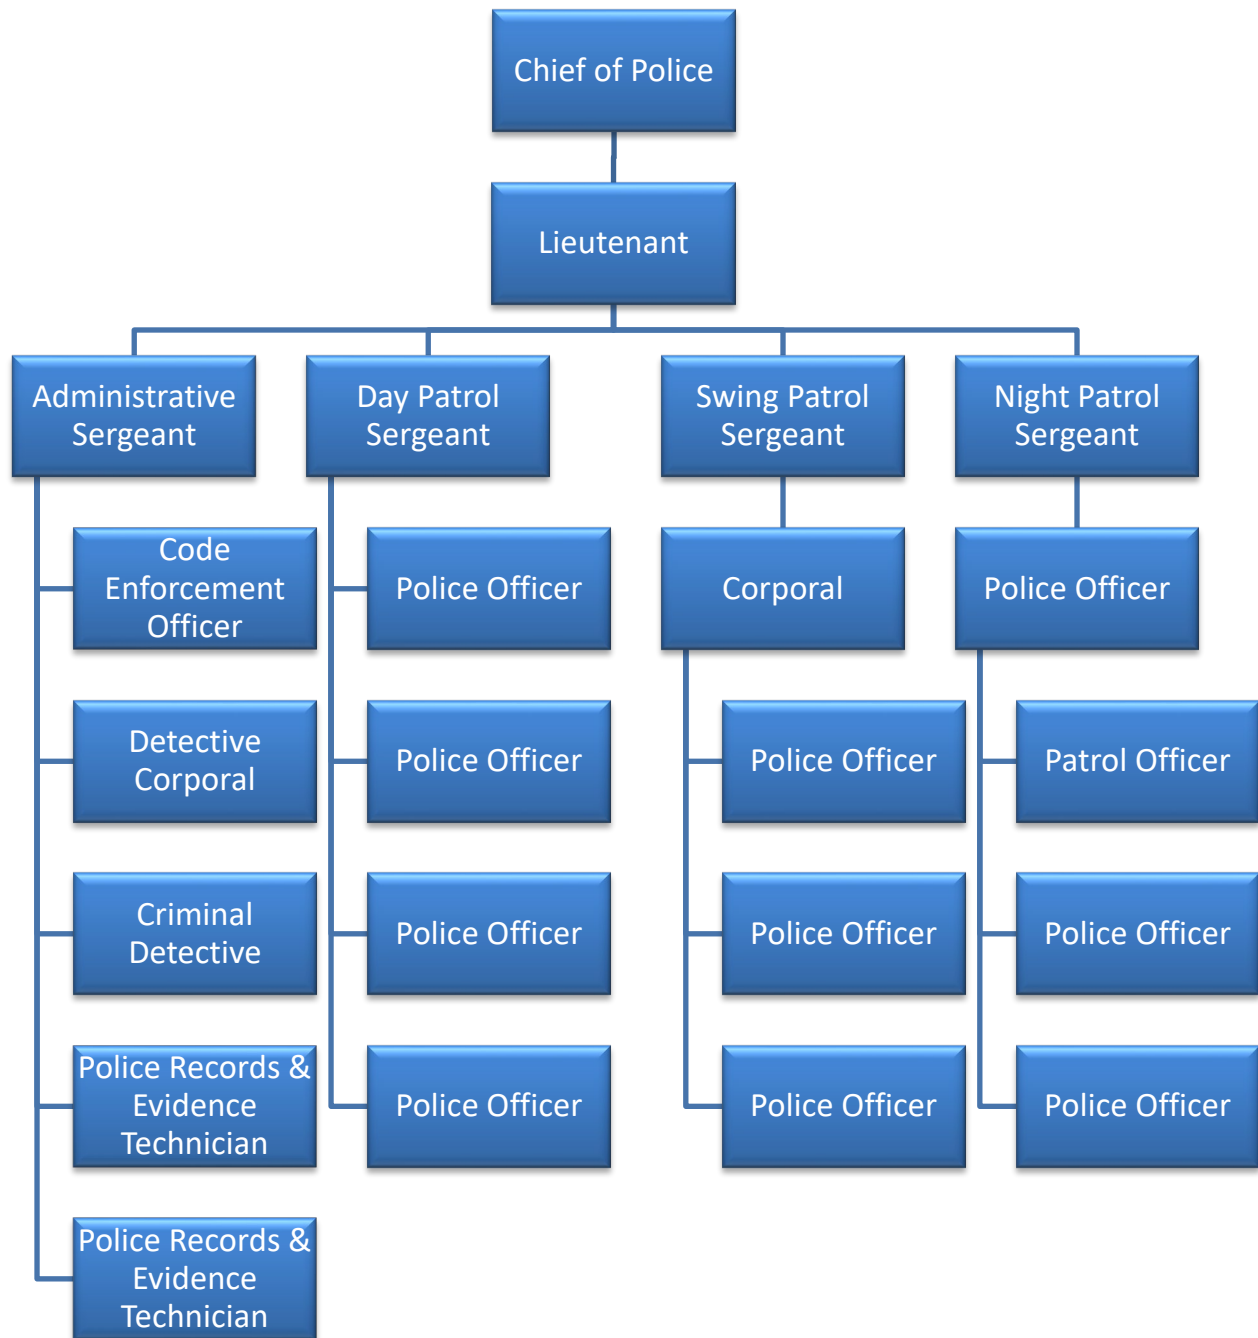 Chief of Police
Lieutenant
Administrative
Sergeant
Day Patrol
Sergeant
Swing Patrol
Sergeant
Night Patrol
Sergeant
Code
Enforcement
Officer
Police Officer
Corporal
Police Officer
Detective
Corporal
Police Officer
Police Officer
Patrol Officer
Criminal
Detective
Police Officer
Police Officer
Police Officer
Police Records &
Evidence
Technician
Police Officer
Police Officer
Police Officer
Police Records &
Evidence
Technician